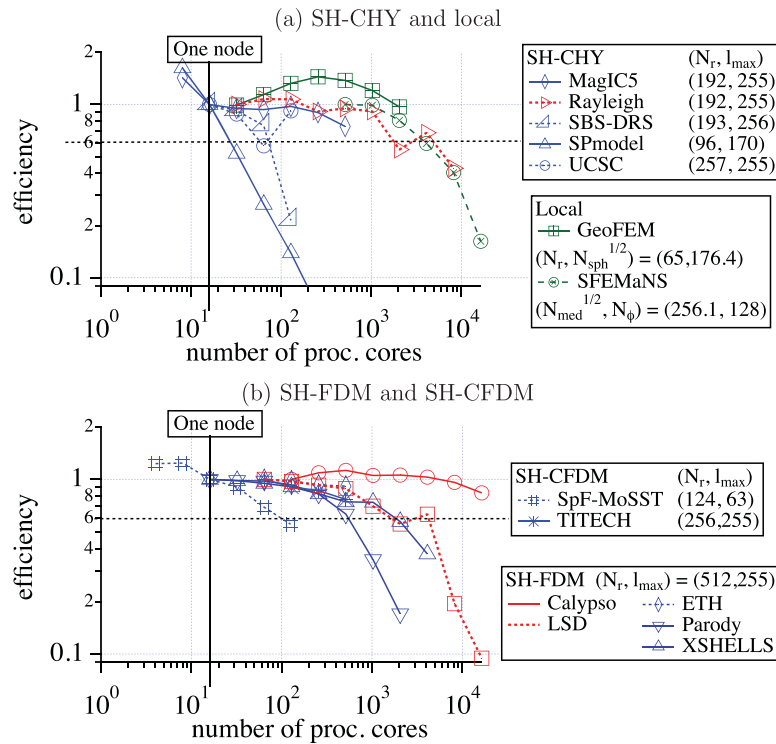 (a) SH-CHY and local
One node
2
1
8
6
4
2
0.1
efficiency
10^0 10^1 10^2 10^3 10^4
number of proc. cores
SH-CHY (N_r, l_max)
MagIC5 (192, 255)
Rayleigh (192, 255)
SBS-DRS (193, 256)
SPmodel (96, 170)
UCSC (257, 255)
Local
GeoFEM
(N_r, N_sph^1/2) = (65,176.4)
SFEMaNS
(N_med^1/2, N_ϕ) = (256.1, 128)
(b) SH-FDM and SH-CFDM
One node
2
1
8
6
4
2
0.1
efficiency
10^0 10^1 10^2 10^3 10^4
number of proc. cores
SH-CFDM (N_r, l_max)
SpF-MoSST (124, 63)
TITECH (256,255)
SH-FDM (N_r, l_max) = (512,255)
Calypso ETH
LSD Parody
XSHELLS